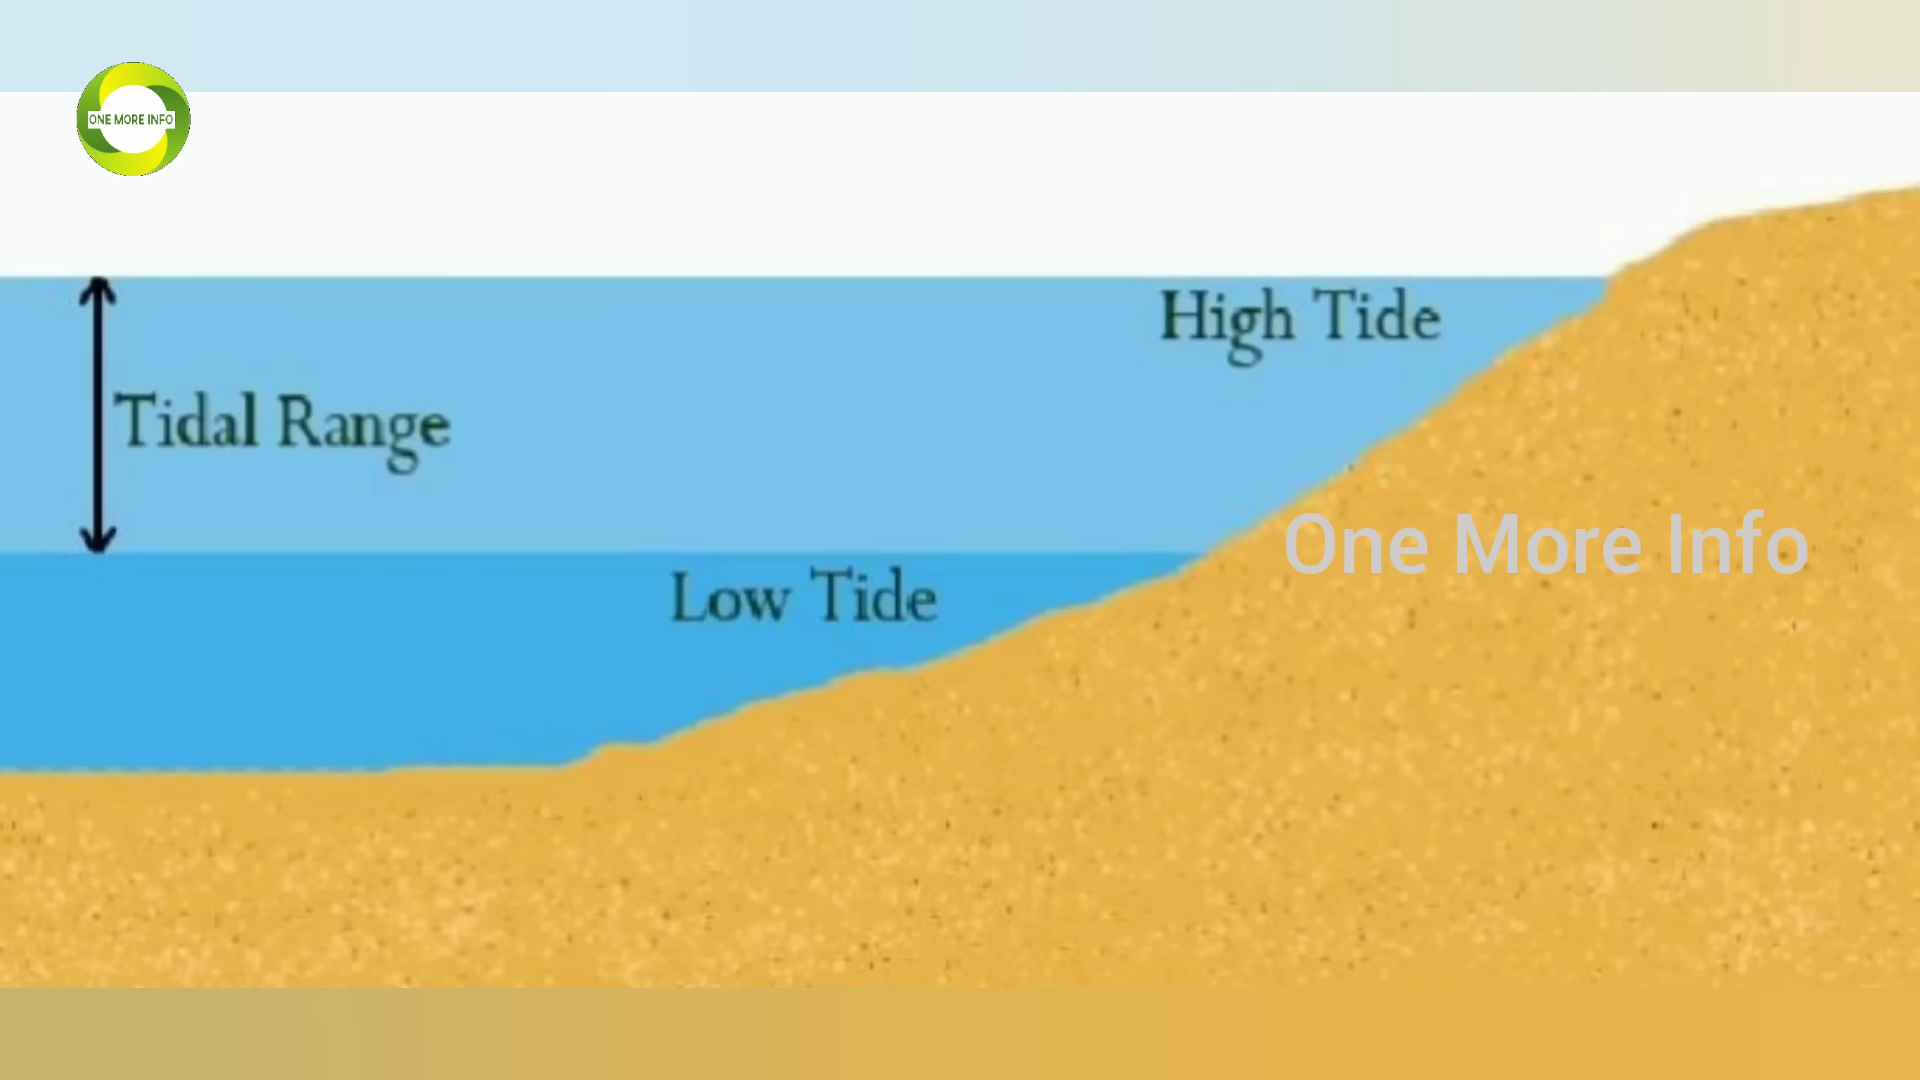 ONE MORE INFO
High Tide
Tidal Range
One More Info
Low Tide